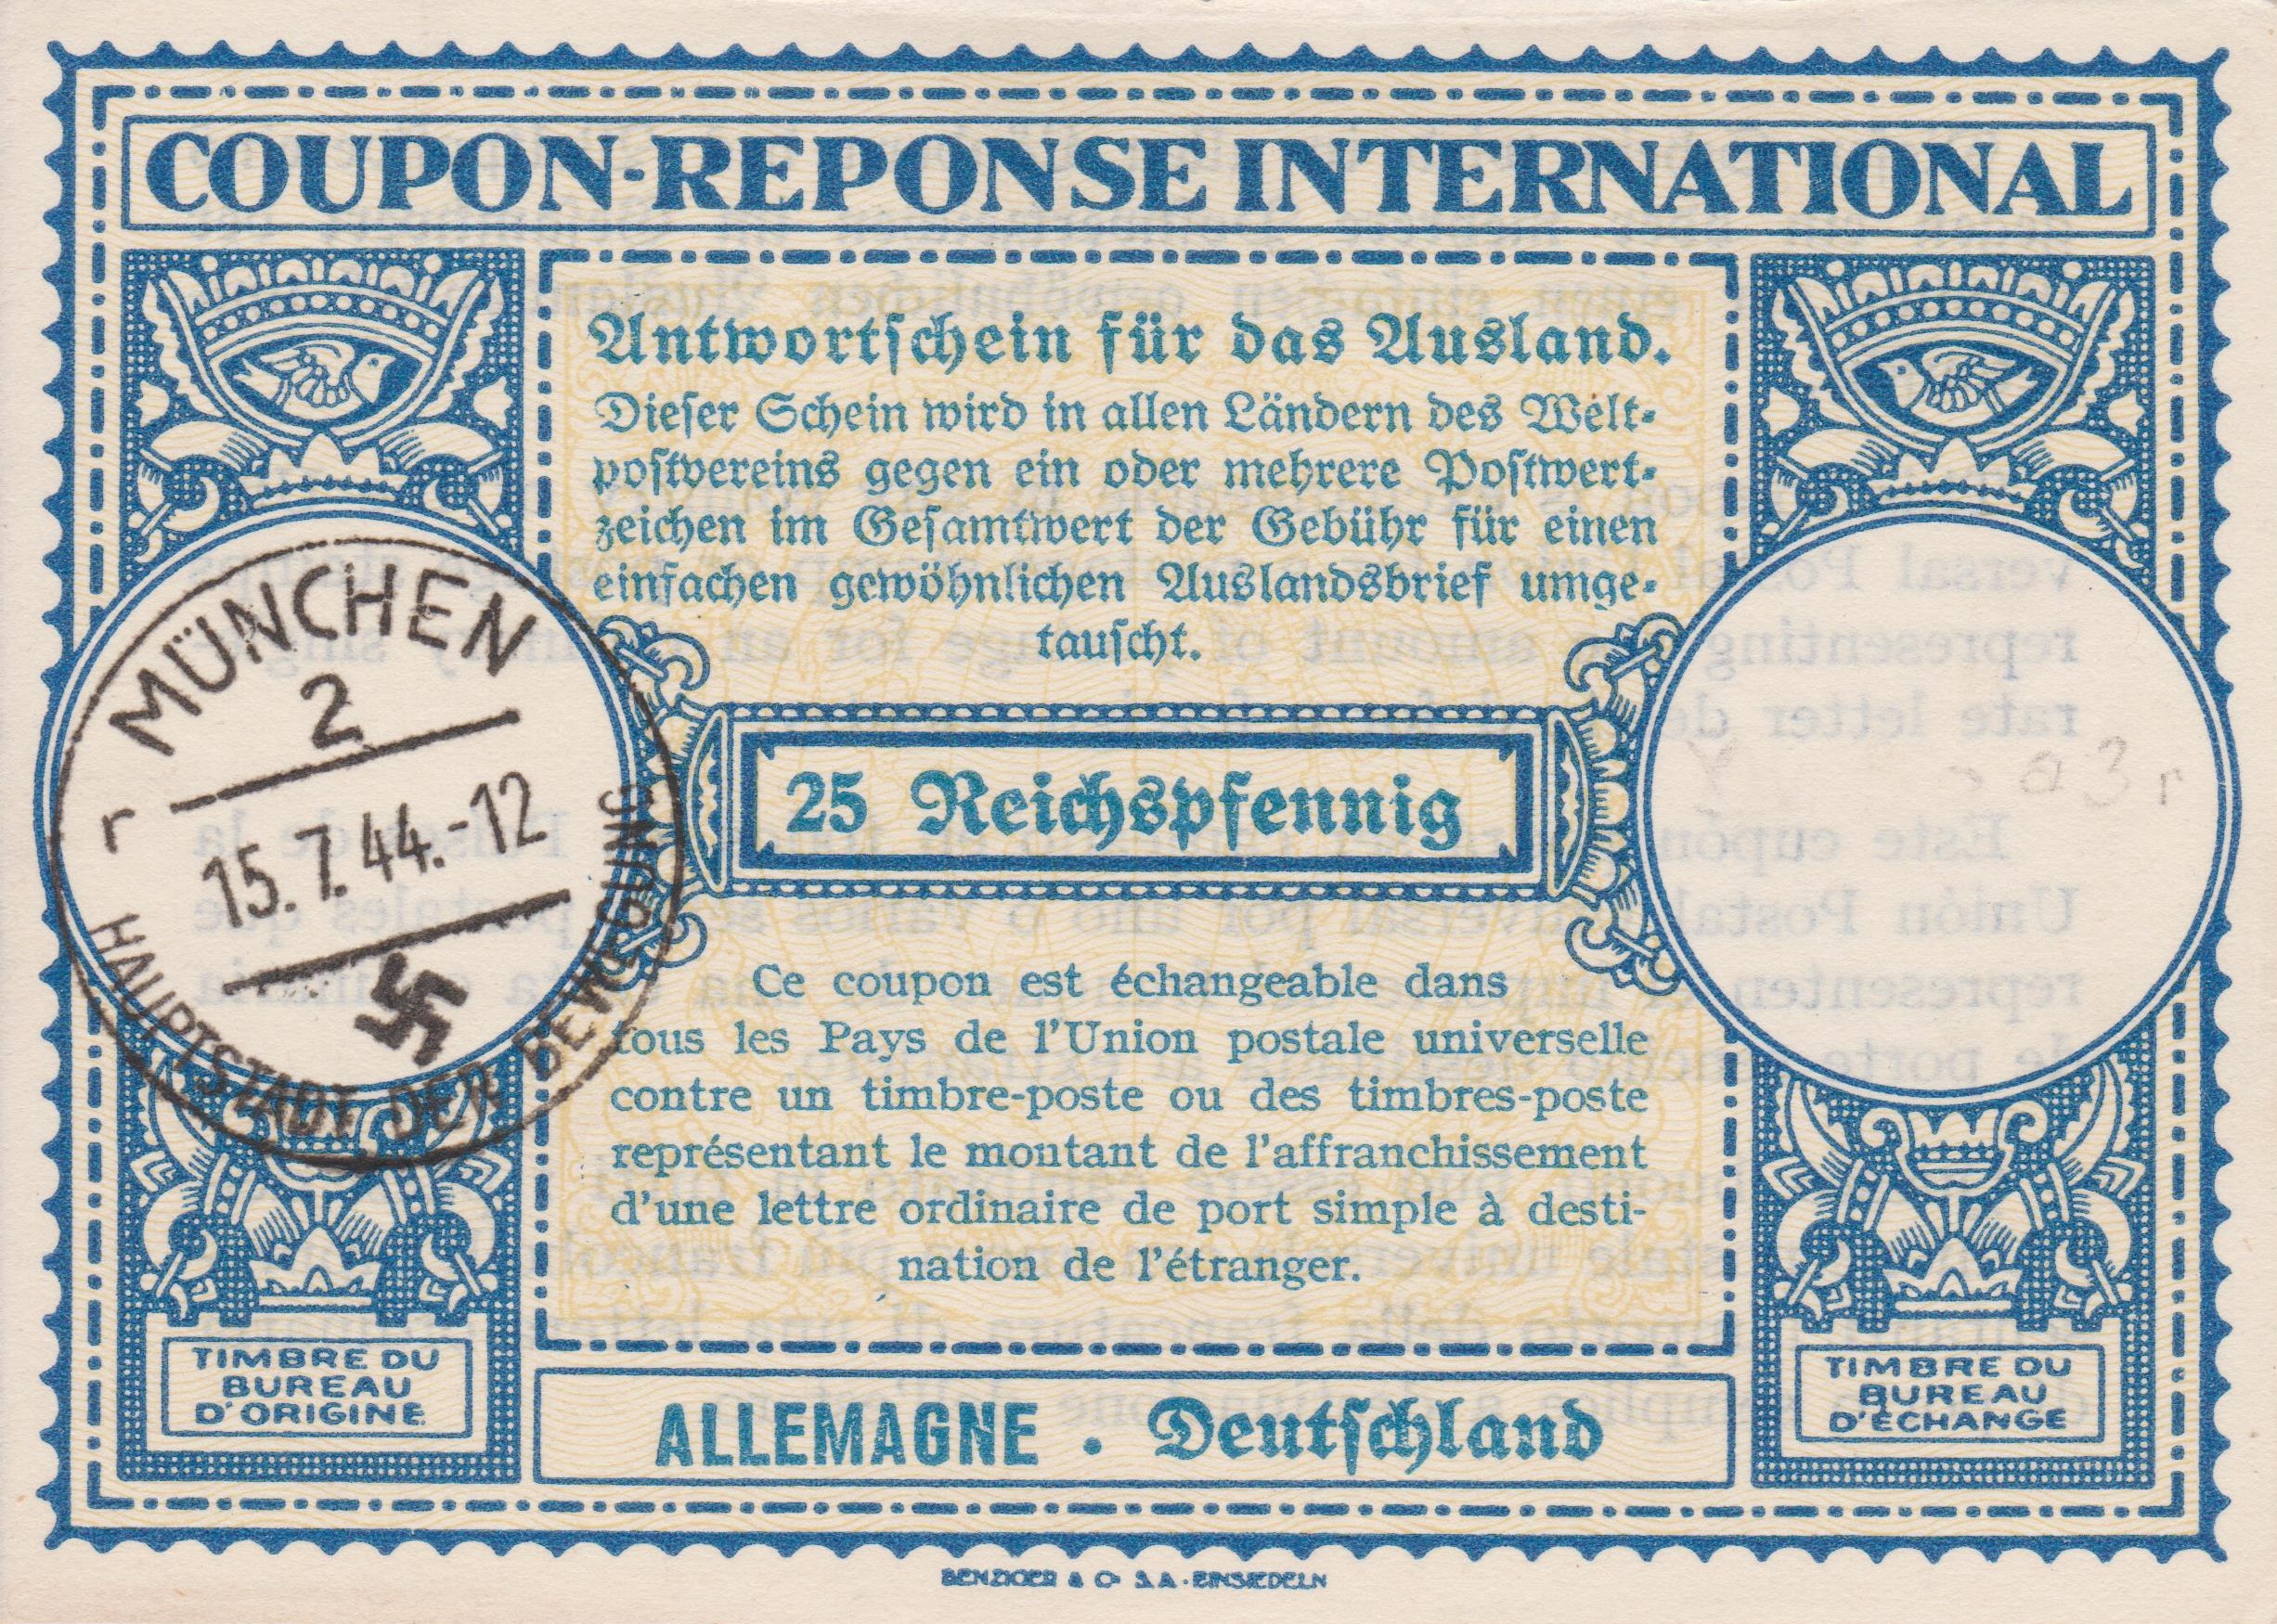 COUPON-REPONSE INTERNATIONAL
Antwortschein für das Ausland.
Dieser Schein wird in allen Ländern des Welt-
postvereins gegen ein oder mehrere Postwert-
zeichen im Gesamtwert der Gebühr für einen
einfachen gewöhnlichen Auslandsbrief umge-
tauscht.
MÜNCHEN
2
r
15.7.44.-12
HAUPTSTADT DER BEWEGUNG
25 Reichspfennig
Ce coupon est échangeable dans
tous les Pays de l'Union postale universelle
contre un timbre-poste ou des timbres-poste
représentant le montant de l'affranchissement
d'une lettre ordinaire de port simple à desti-
nation de l'étranger.
TIMBRE DU
BUREAU
D'ORIGINE
TIMBRE DU
BUREAU
D'ÉCHANGE
ALLEMAGNE . Deutschland
BENZIGER & Co S.A. EINSIEDELN